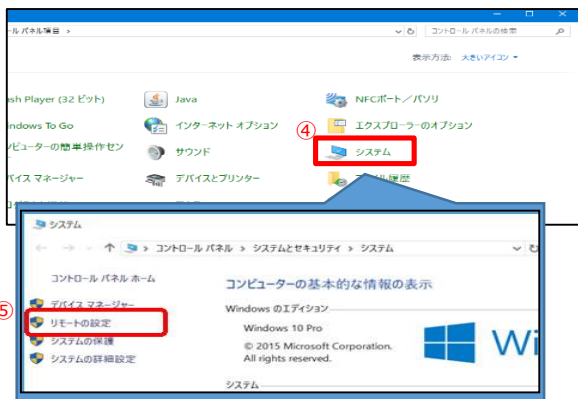 ール パネル項目 >
コントロール パネルの検索
表示方法: 大きいアイコン
ash Player (32 ビット)
Java
NFCポート／パソリ
indows To Go
インターネット オプション
④
エクスプローラーのオプション
ピューターの簡単操作セン
サウンド
システム
バイス マネージャー
デバイスとプリンター
ファイル履歴
システム
コントロール パネル > システムとセキュリティ > システム
コントロール パネル ホーム
コンピューターの基本的な情報の表示
⑤
デバイス マネージャー
Windows のエディション
リモートの設定
Windows 10 Pro
システムの保護
© 2015 Microsoft Corporation.
Wi
システムの詳細設定
All rights reserved.
システム